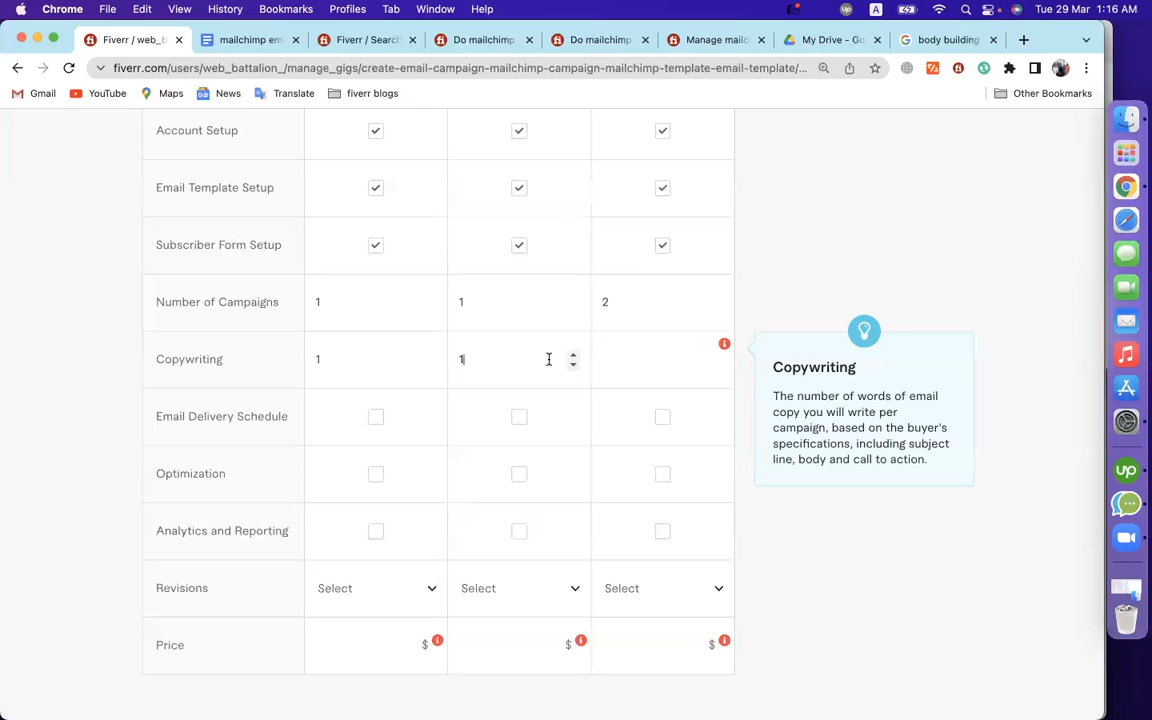 Chrome File Edit View History Bookmarks Profiles Tab Window Help A Tue 29 Mar 1:16 AM
Fiverr / web_b mailchimp em Fiverr / Search Do mailchimp Do mailchimp Manage mailc My Drive - Go body building
fiverr.com/users/web_battalion_/manage_gigs/create-email-campaign-mailchimp-campaign-mailchimp-template-email-template/...
Gmail YouTube Maps News Translate fiverr blogs Other Bookmarks
Account Setup
Email Template Setup
Subscriber Form Setup
Number of Campaigns 1 1 2
Copywriting 1 1
Copywriting
The number of words of email
copy you will write per
campaign, based on the buyer's
specifications, including subject
line, body and call to action.
Email Delivery Schedule
Optimization
Analytics and Reporting
Revisions Select Select Select
Price $ $ $
up